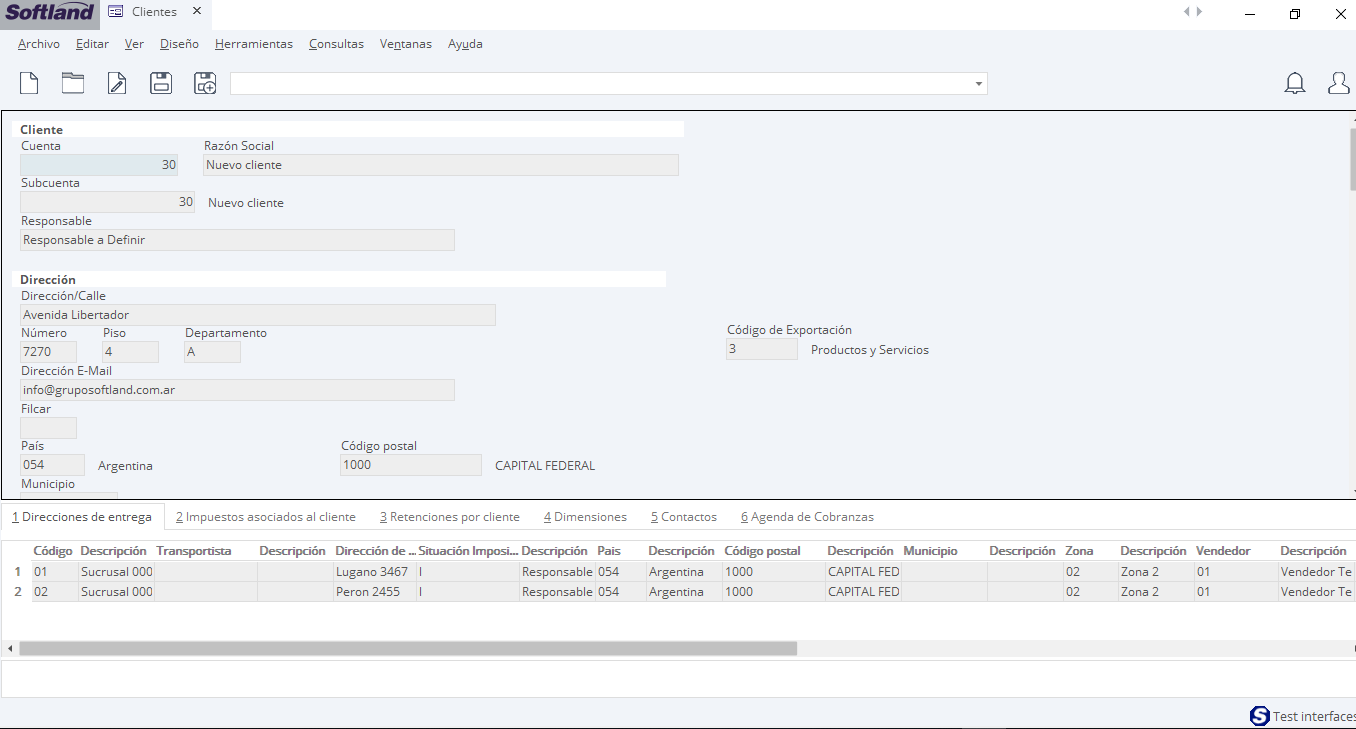 Softland Clientes
Archivo Editar Ver Diseño Herramientas Consultas Ventanas Ayuda
Cliente
Cuenta Razón Social
30 Nuevo cliente
Subcuenta
30 Nuevo cliente
Responsable
Responsable a Definir
Dirección
Dirección/Calle
Avenida Libertador
Número Piso Departamento Código de Exportación
7270 4 A 3 Productos y Servicios
Dirección E-Mail
info@gruposoftland.com.ar
Filcar
País Código postal
054 Argentina 1000 CAPITAL FEDERAL
Municipio
1 Direcciones de entrega 2 Impuestos asociados al cliente 3 Retenciones por cliente 4 Dimensiones 5 Contactos 6 Agenda de Cobranzas
Código Descripción Transportista Descripción Dirección de ... Situación Imposi... Descripción Pais Descripción Código postal Descripción Municipio Descripción Zona Descripción Vendedor Descripción
1 01 Sucrusal 000 Lugano 3467 I Responsable 054 Argentina 1000 CAPITAL FED 02 Zona 2 01 Vendedor Te
2 02 Sucrusal 000 Peron 2455 I Responsable 054 Argentina 1000 CAPITAL FED 02 Zona 2 01 Vendedor Te
S Test interfaces